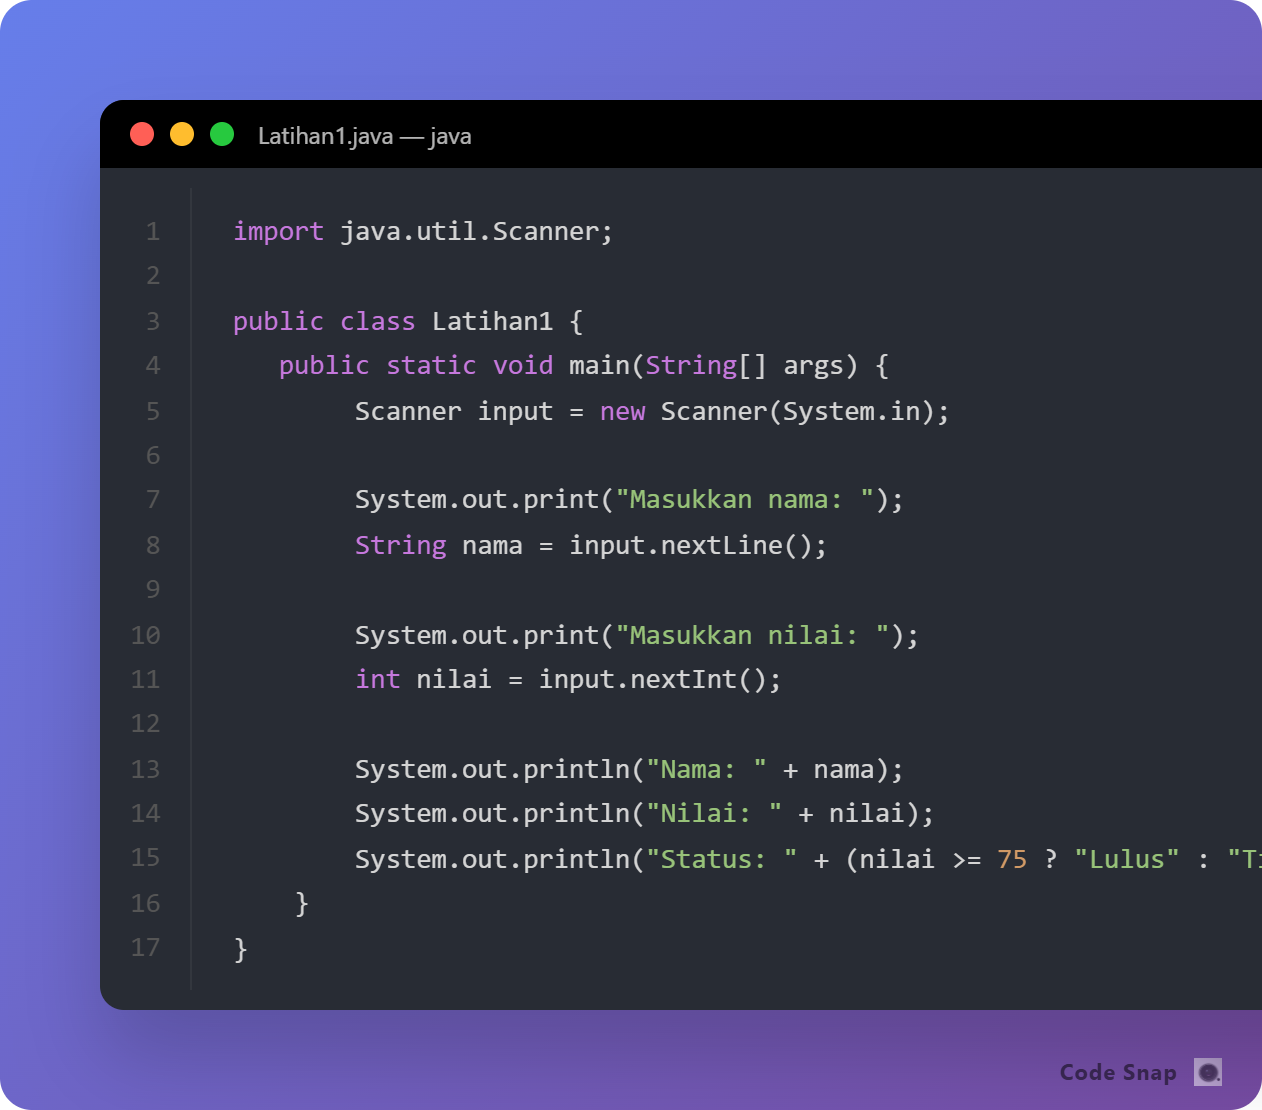 Latihan1.java — java
1 import java.util.Scanner;
2
3 public class Latihan1 {
4 public static void main(String[] args) {
5 Scanner input = new Scanner(System.in);
6
7 System.out.print("Masukkan nama: ");
8 String nama = input.nextLine();
9
10 System.out.print("Masukkan nilai: ");
11 int nilai = input.nextInt();
12
13 System.out.println("Nama: " + nama);
14 System.out.println("Nilai: " + nilai);
15 System.out.println("Status: " + (nilai >= 75 ? "Lulus" : "
16 }
17 }
Code Snap